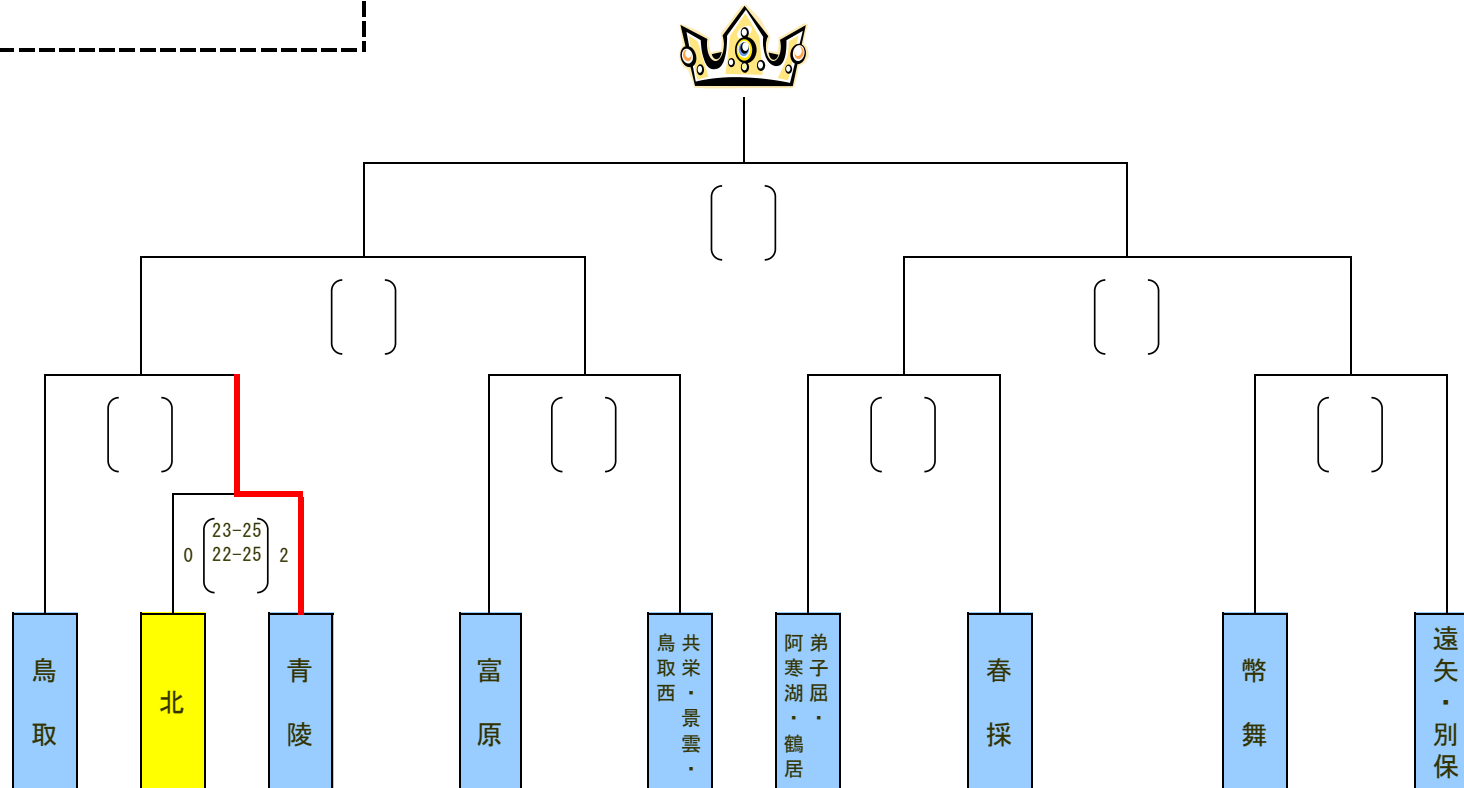 23-25
0 22-25 2
鳥取
北
青陵
富原
共栄・景雲・
鳥取西
弟子屈・
阿寒湖・鶴居
春採
幣舞
遠矢・別保